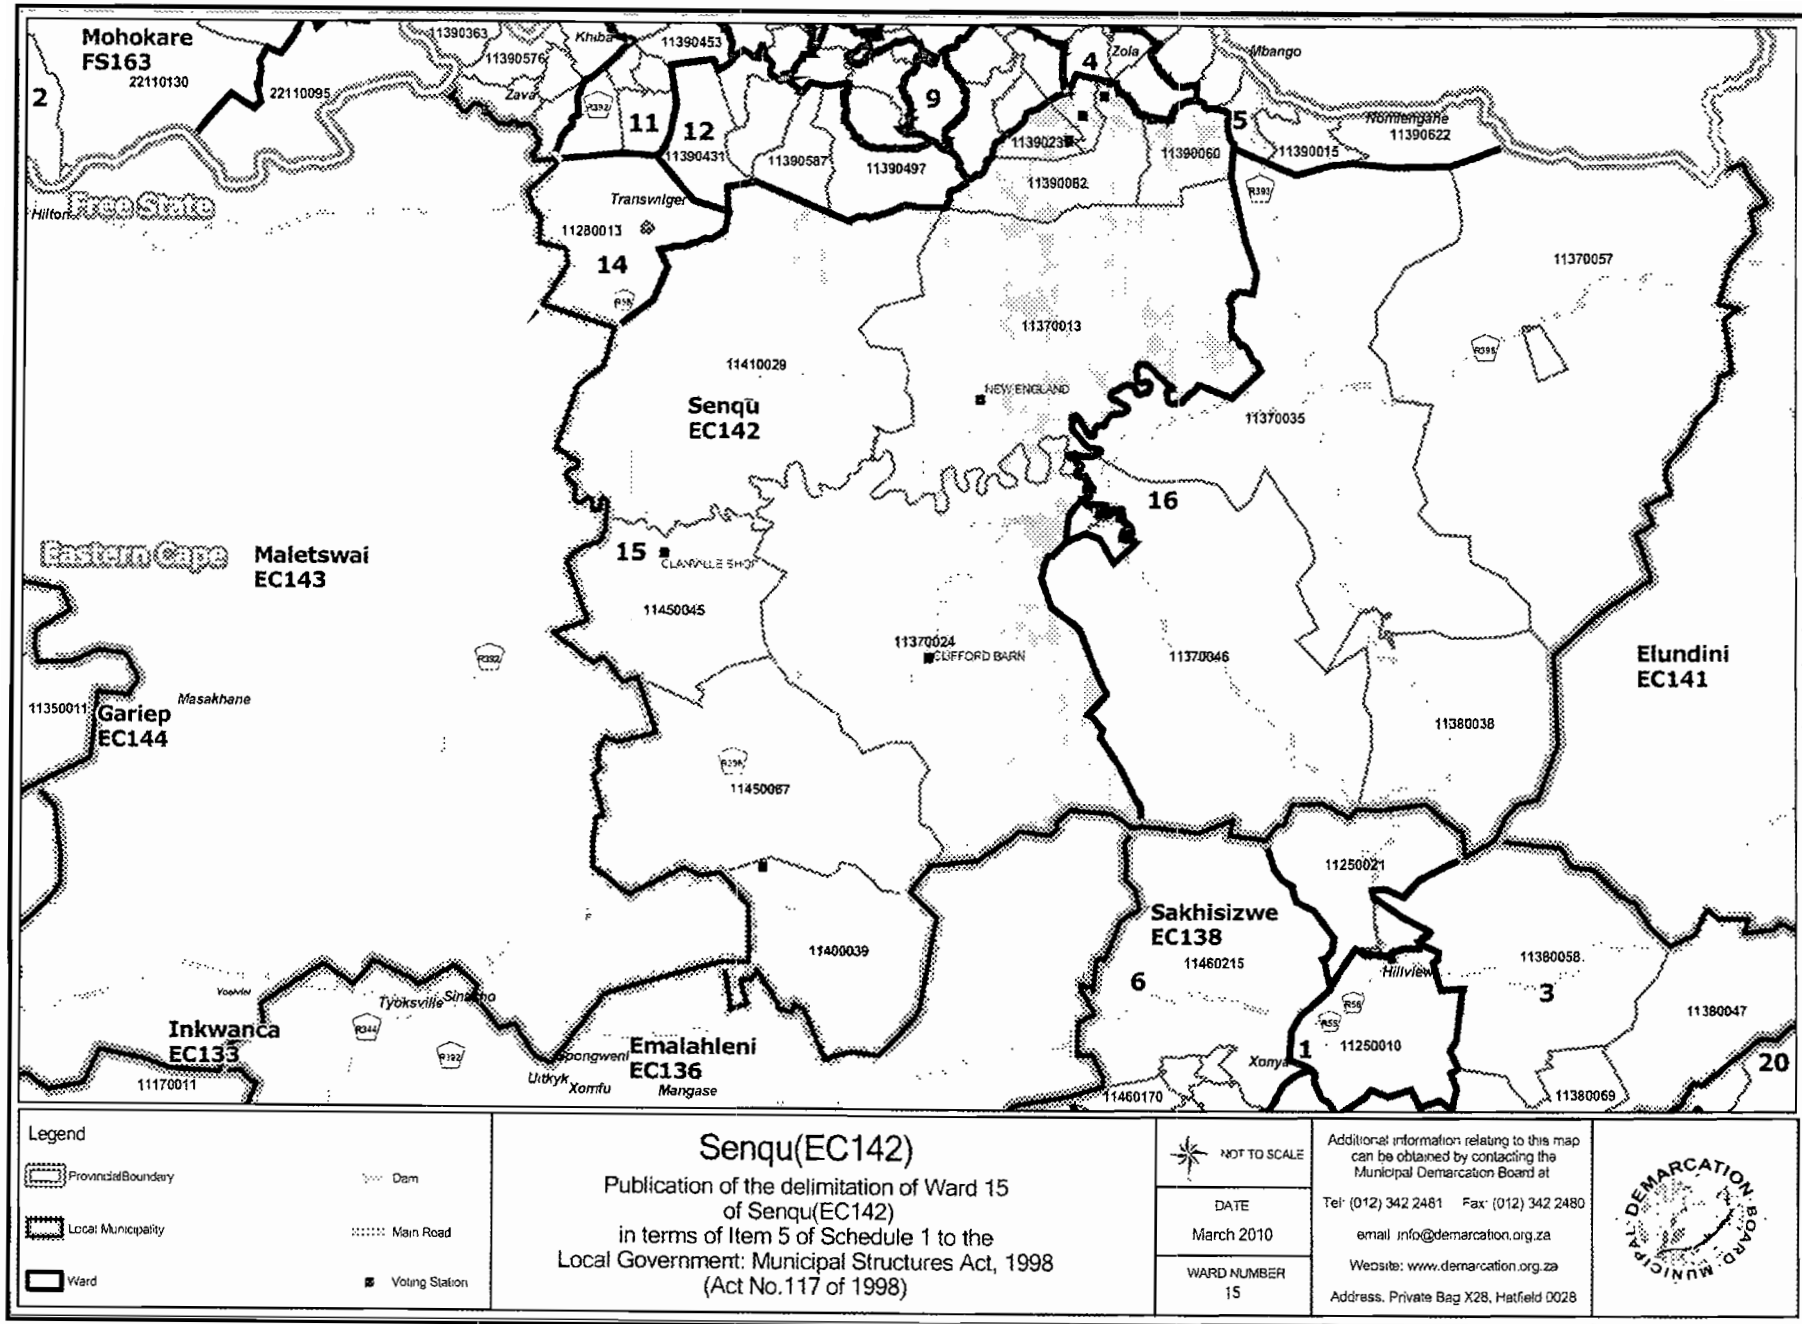 Mohokare
FS163
22110130
2
22110095
11390363
11390576
Khiba
11390453
Zava
R392
11
12
11390431
11390587
11390497
9
4
Zola
Mbango
5
11390060
11390082
11390015
11390622
R393
Hilton
Free State
11280013
14
11370057
11370013
11410029
NEW ENGLAND
Senqu
EC142
11370035
16
15
CLANVILLE SHOP
11450045
Eastern Cape
Maletswai
EC143
R392
11370024
CLIFFORD BARN
11370046
Elundini
EC141
11350011
Gariep
EC144
Masakhane
11380038
11450067
11250021
Sakhisizwe
EC138
11460215
6
11400039
11380058
3
Hillview
11380047
R56
11250010
1
20
Tyoksville
R344
R392
Inkwanca
EC133
11170011
Emalahleni
EC136
Uitkyk
Xomfu
Mangase
11460170
11380069
Legend
Provincial Boundary
Local Municipality
Ward
Dam
Main Road
Voting Station
Senqu(EC142)
Publication of the delimitation of Ward 15
of Senqu(EC142)
in terms of Item 5 of Schedule 1 to the
Local Government: Municipal Structures Act, 1998
(Act No.117 of 1998)
NOT TO SCALE
DATE
March 2010
WARD NUMBER
15
Additional information relating to this map
can be obtained by contacting the
Municipal Demarcation Board at
Tel: (012) 342 2481 Fax: (012) 342 2480
email info@demarcation.org.za
Website: www.demarcation.org.za
Address. Private Bag X28, Hatfield 0028
MUNICIPAL DEMARCATION BOARD